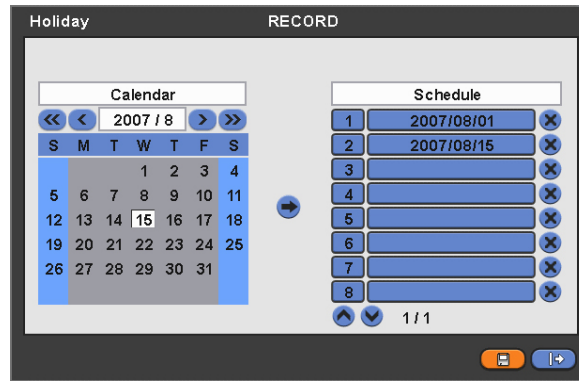 Holiday RECORD
Calendar
2007 / 8
S M T W T F S
1 2 3 4
5 6 7 8 9 10 11
12 13 14 15 16 17 18
19 20 21 22 23 24 25
26 27 28 29 30 31
Schedule
1 2007/08/01
2 2007/08/15
3
4
5
6
7
8
1 / 1